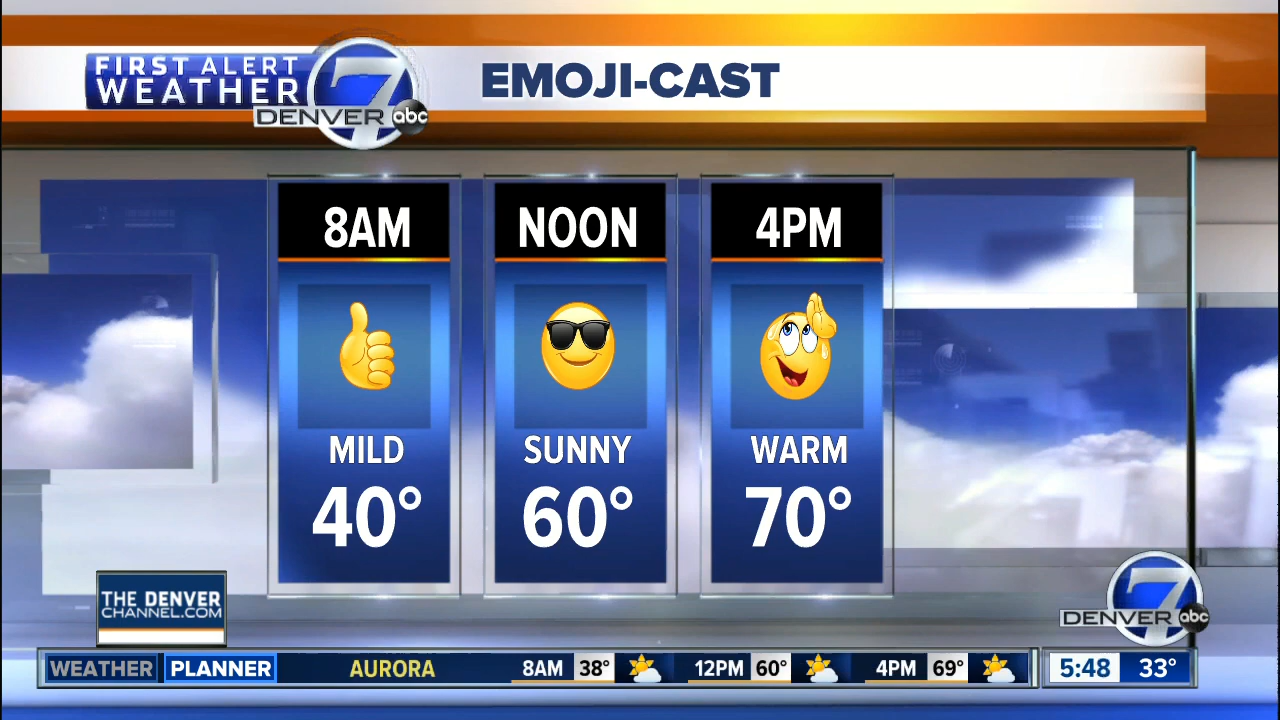 FIRST ALERT
WEATHER
7
DENVER abc
EMOJI-CAST
8AM
MILD
40°
NOON
SUNNY
60°
4PM
WARM
70°
THE DENVER
CHANNEL.COM
7
DENVER abc
WEATHER PLANNER AURORA 8AM 38° 12PM 60° 4PM 69° 5:48 33°